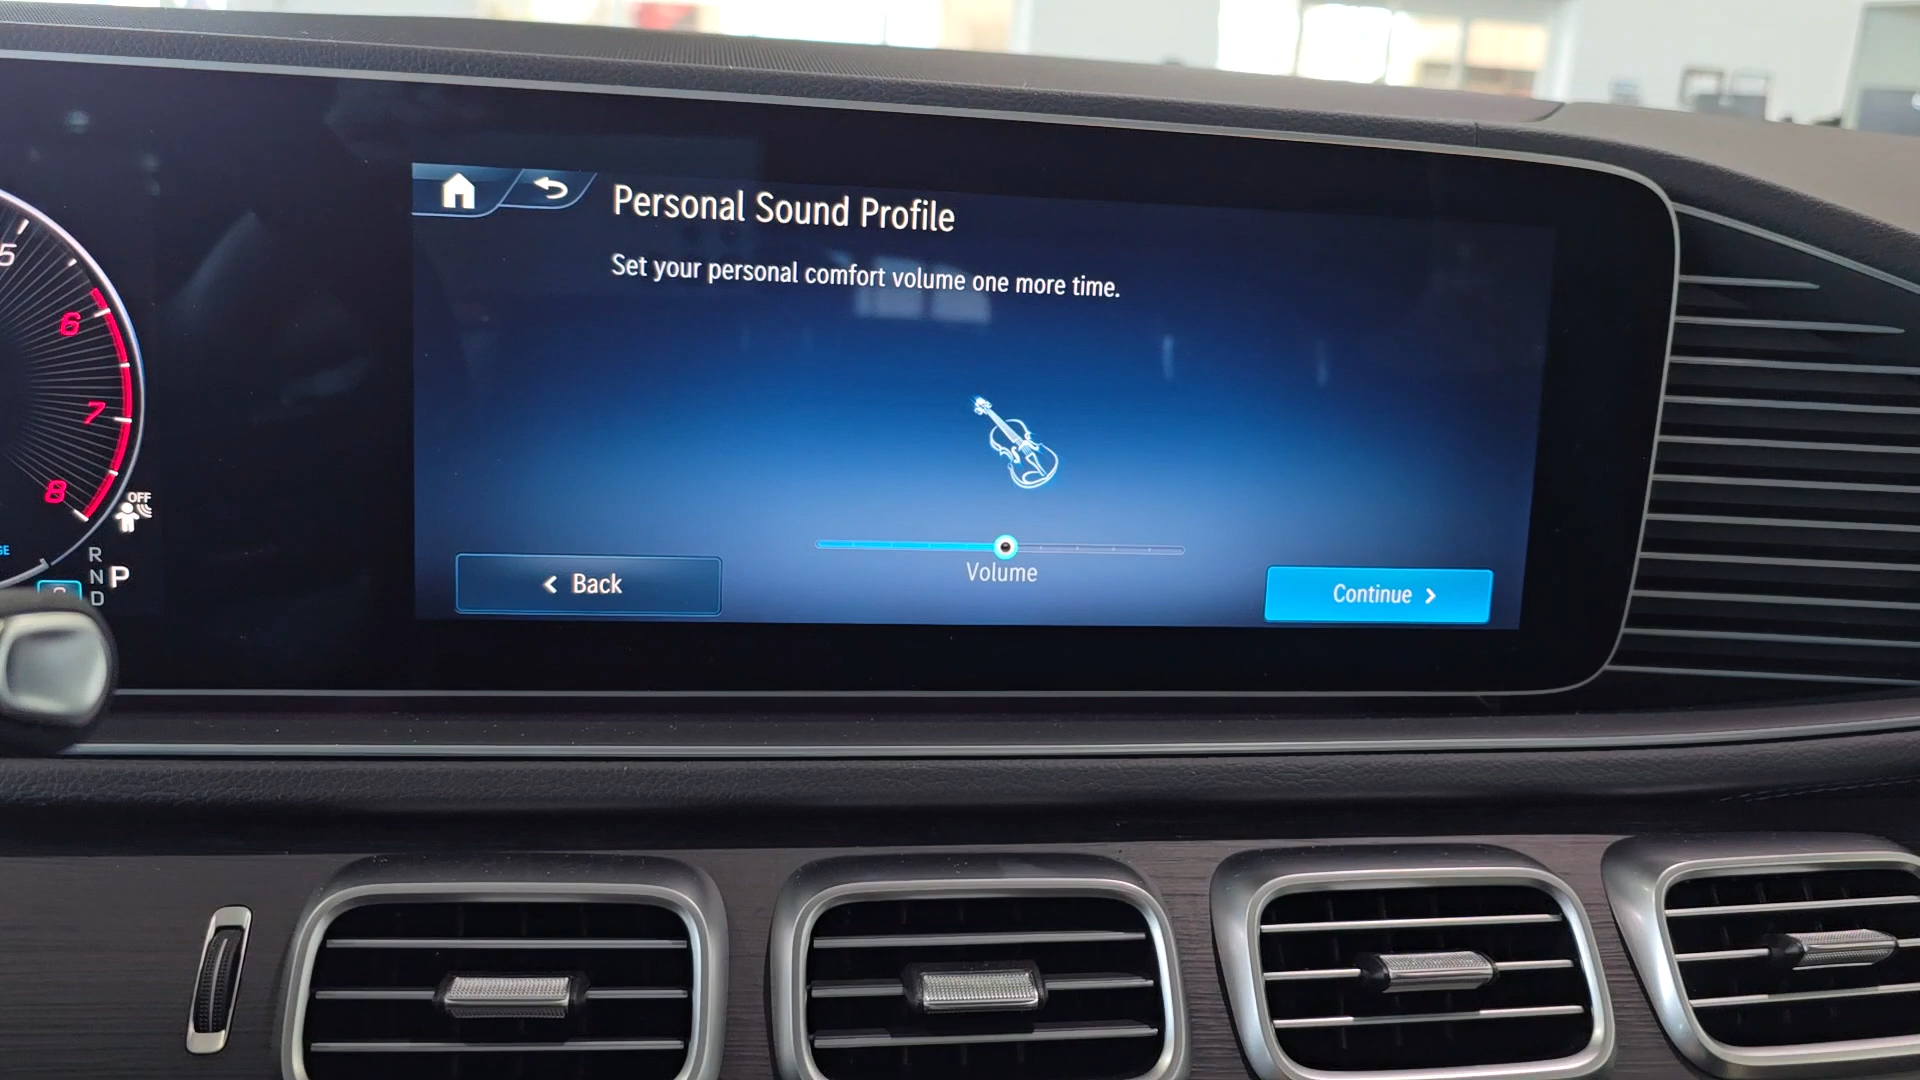 Personal Sound Profile
Set your personal comfort volume one more time.
5
6
7
8
OFF
R
N P
D
Volume
Back
Continue